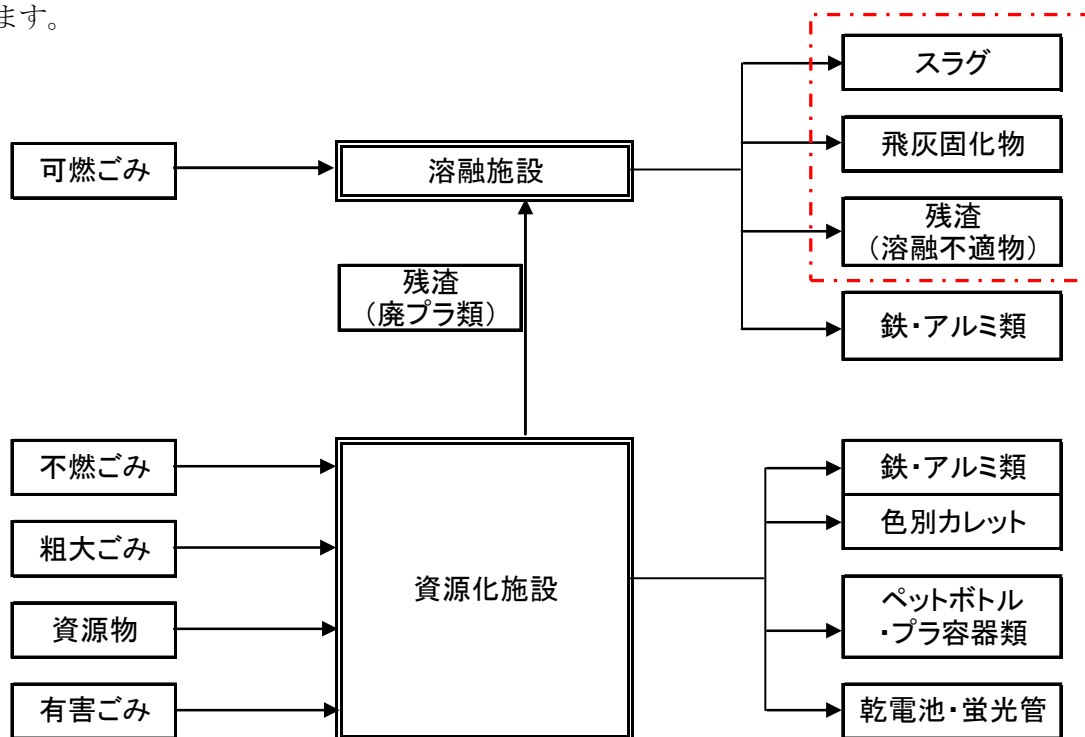 ます。
スラグ
飛灰固化物
可燃ごみ
溶融施設
残渣
（溶融不適物）
残渣
（廃プラ類）
鉄・アルミ類
不燃ごみ
鉄・アルミ類
色別カレット
粗大ごみ
資源化施設
ペットボトル
・プラ容器類
資源物
有害ごみ
乾電池・蛍光管